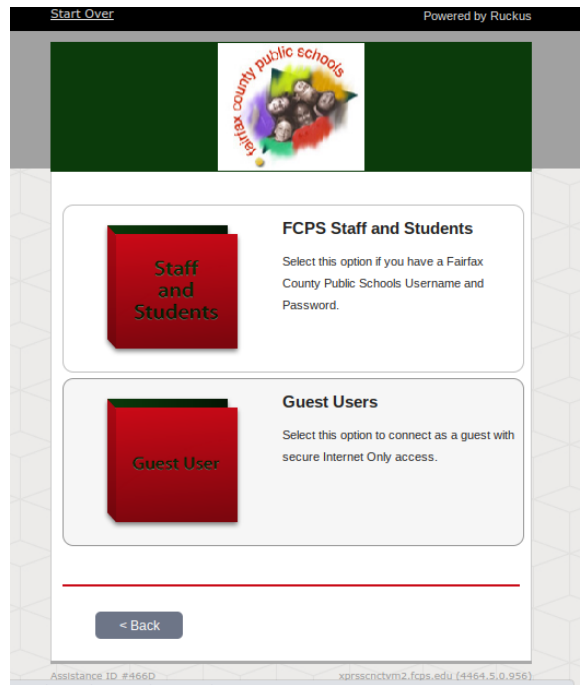 Start Over
Powered by Ruckus
fairfax county public schools
Staff
and
Students
FCPS Staff and Students
Select this option if you have a Fairfax
County Public Schools Username and
Password.
Guest User
Guest Users
Select this option to connect as a guest with
secure Internet Only access.
< Back
Assistance ID #466D
xprsscnctvm2.fcps.edu (4464.5.0.956)